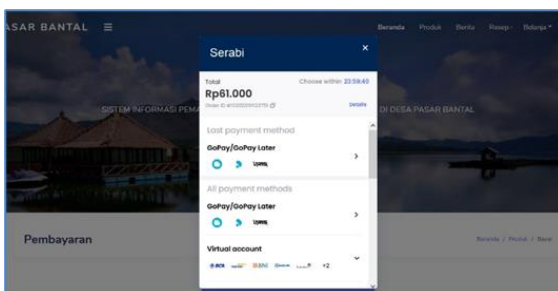 ASAR BANTAL
Beranda Produk Berita Resep Belanja
Serabi
×
Total
Choose within 23:59:40
Rp61.000
Details
SISTEM INFORMASI PEMA
DI DESA PASAR BANTAL
Last payment method
GoPay/GoPay Later
All payment methods
GoPay/GoPay Later
Virtual account
BCA BNI +2
Pembayaran
Beranda / Produk / Bayar